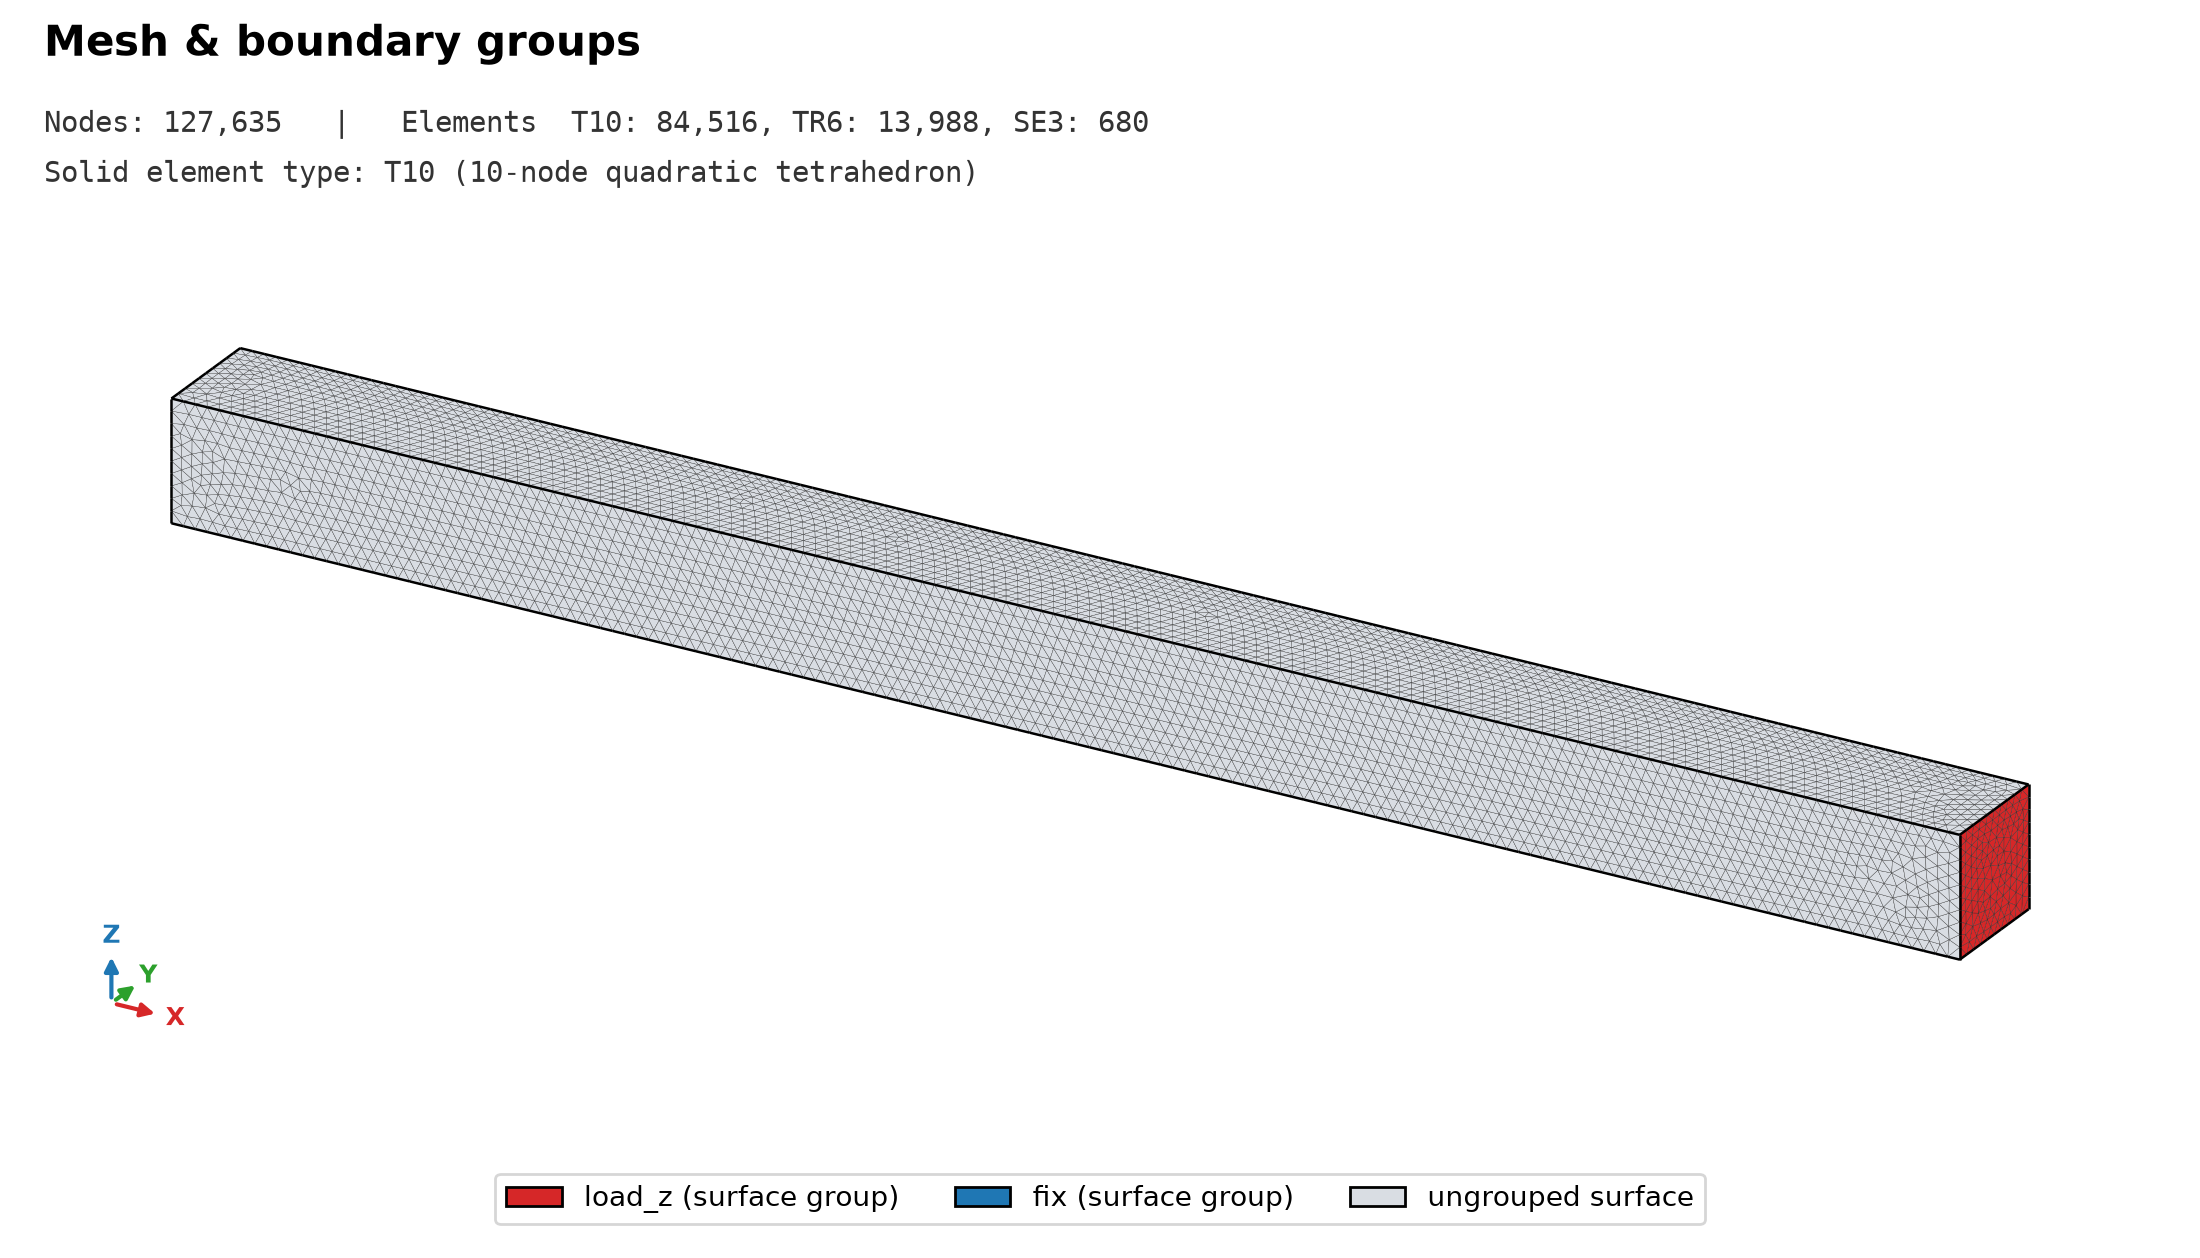 Mesh & boundary groups
Nodes: 127,635   |   Elements  T10: 84,516, TR6: 13,988, SE3: 680
Solid element type: T10 (10-node quadratic tetrahedron)
Z
Y
X
load_z (surface group)   fix (surface group)   ungrouped surface